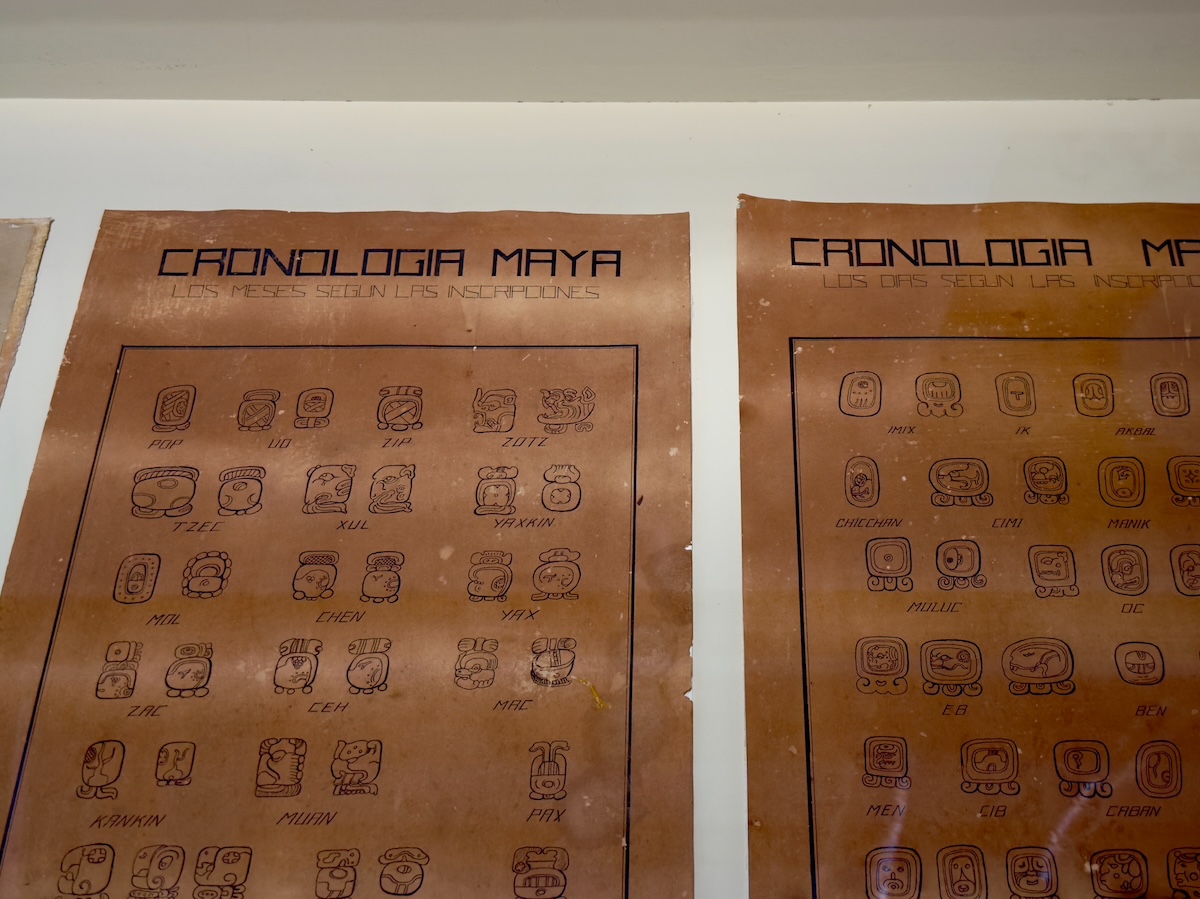 CRONOLOGIA MAYA
LOS MESES SEGUN LAS INSCRIPCIONES
POP UO ZIP ZOTZ
TZEC XUL YAXKIN
MOL CHEN YAX
ZAC CEH MAC
KANKIN MUAN PAX
CRONOLOGIA
LOS DIAS SEGUN LAS
IMIX IK AKBAL
CHICCHAN CIMI MANIK
MULUC OC
EB BEN
MEN CIB CABAN